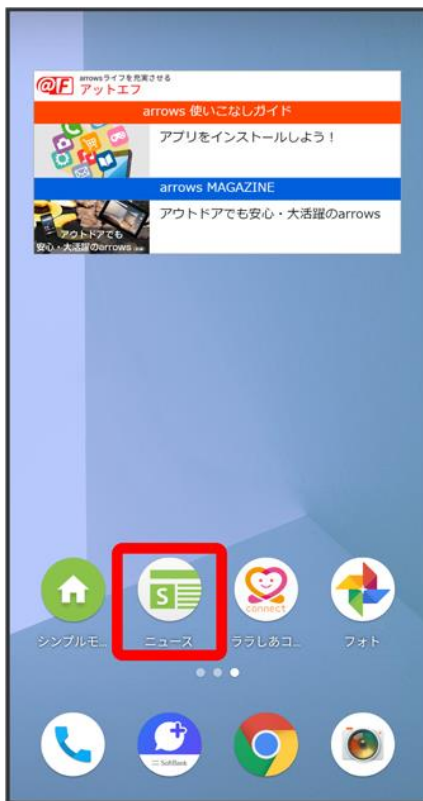 @F arrowsライフを充実させる
アットエフ
arrows 使いこなしガイド
アプリをインストールしよう！
arrows MAGAZINE
アウトドアでも安心・大活躍のarrows
アウトドアでも
安心・大活躍のarrows
S
connect
シンプルモ...
ニュース
ララしあコ...
フォト
SoftBank